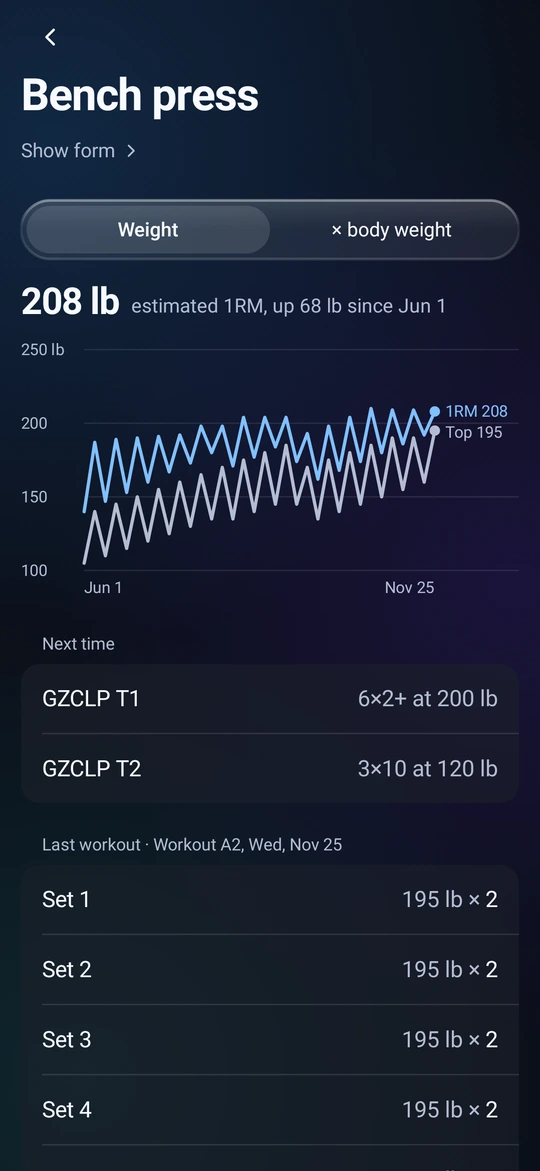 Bench press
Show form
Weight
× body weight
208 lb estimated 1RM, up 68 lb since Jun 1
250 lb
200
150
100
1RM 208
Top 195
Jun 1
Nov 25
Next time
GZCLP T1 6×2+ at 200 lb
GZCLP T2 3×10 at 120 lb
Last workout · Workout A2, Wed, Nov 25
Set 1 195 lb × 2
Set 2 195 lb × 2
Set 3 195 lb × 2
Set 4 195 lb × 2